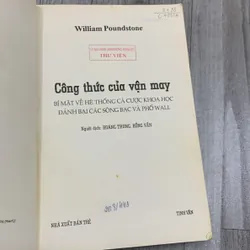 William Poundstone
THƯ VIỆN
Công thức của vận may
BÍ MẬT VỀ HỆ THỐNG CÁ CƯỢC KHOA HỌC
ĐÁNH BẠI CÁC SÒNG BẠC VÀ PHỐ WALL
Người dịch: HOÀNG TRUNG, HỒNG VÂN
NHÀ XUẤT BẢN TRẺ
TINH VĂN